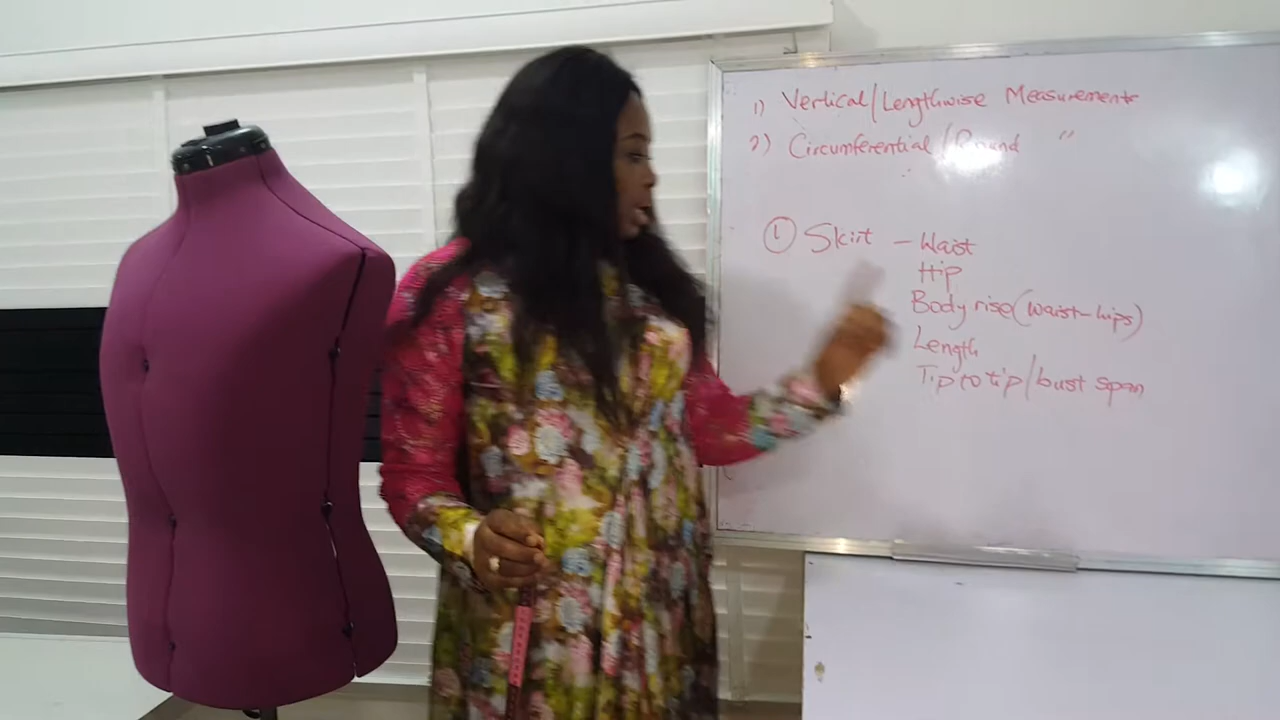 1) Vertical/Lengthwise Measurements
2) Circumferential/Round "
① Skirt - Waist
Hip
Body rise (waist-hips)
Length
Tip to tip/bust span